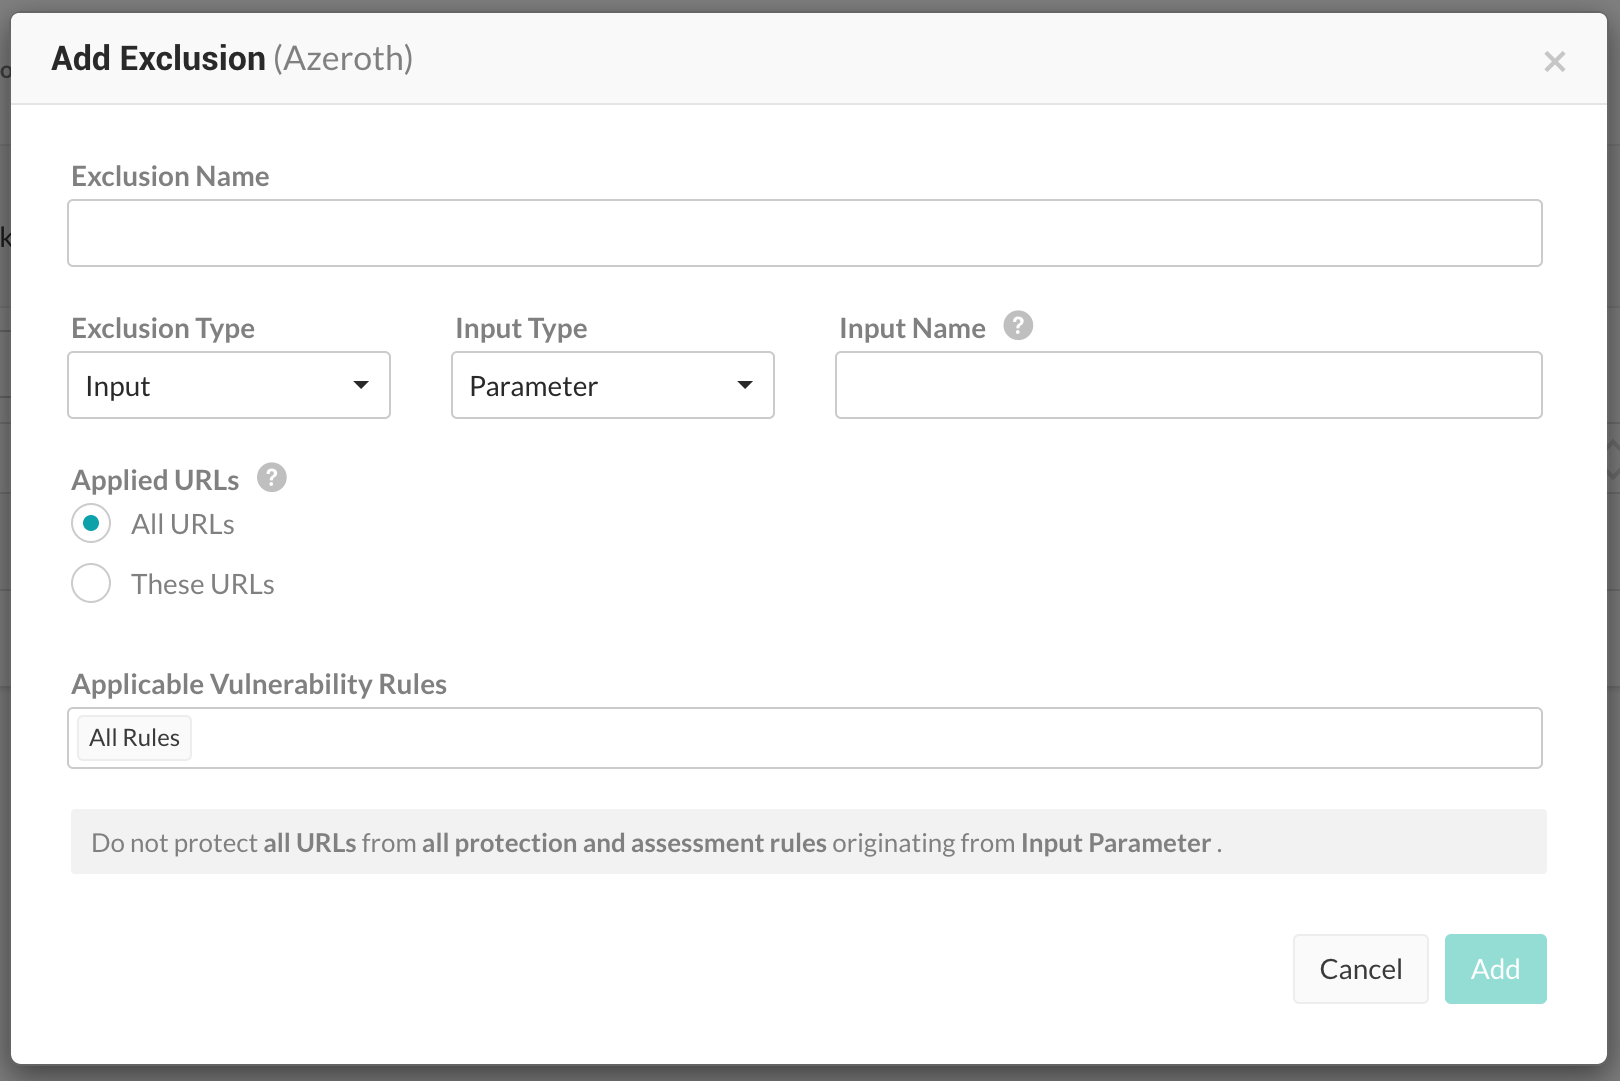 Add Exclusion (Azeroth)
Exclusion Name
Exclusion Type Input Type Input Name ?
Input Parameter
Applied URLs ?
All URLs
These URLs
Applicable Vulnerability Rules
All Rules
Do not protect all URLs from all protection and assessment rules originating from Input Parameter .
Cancel Add